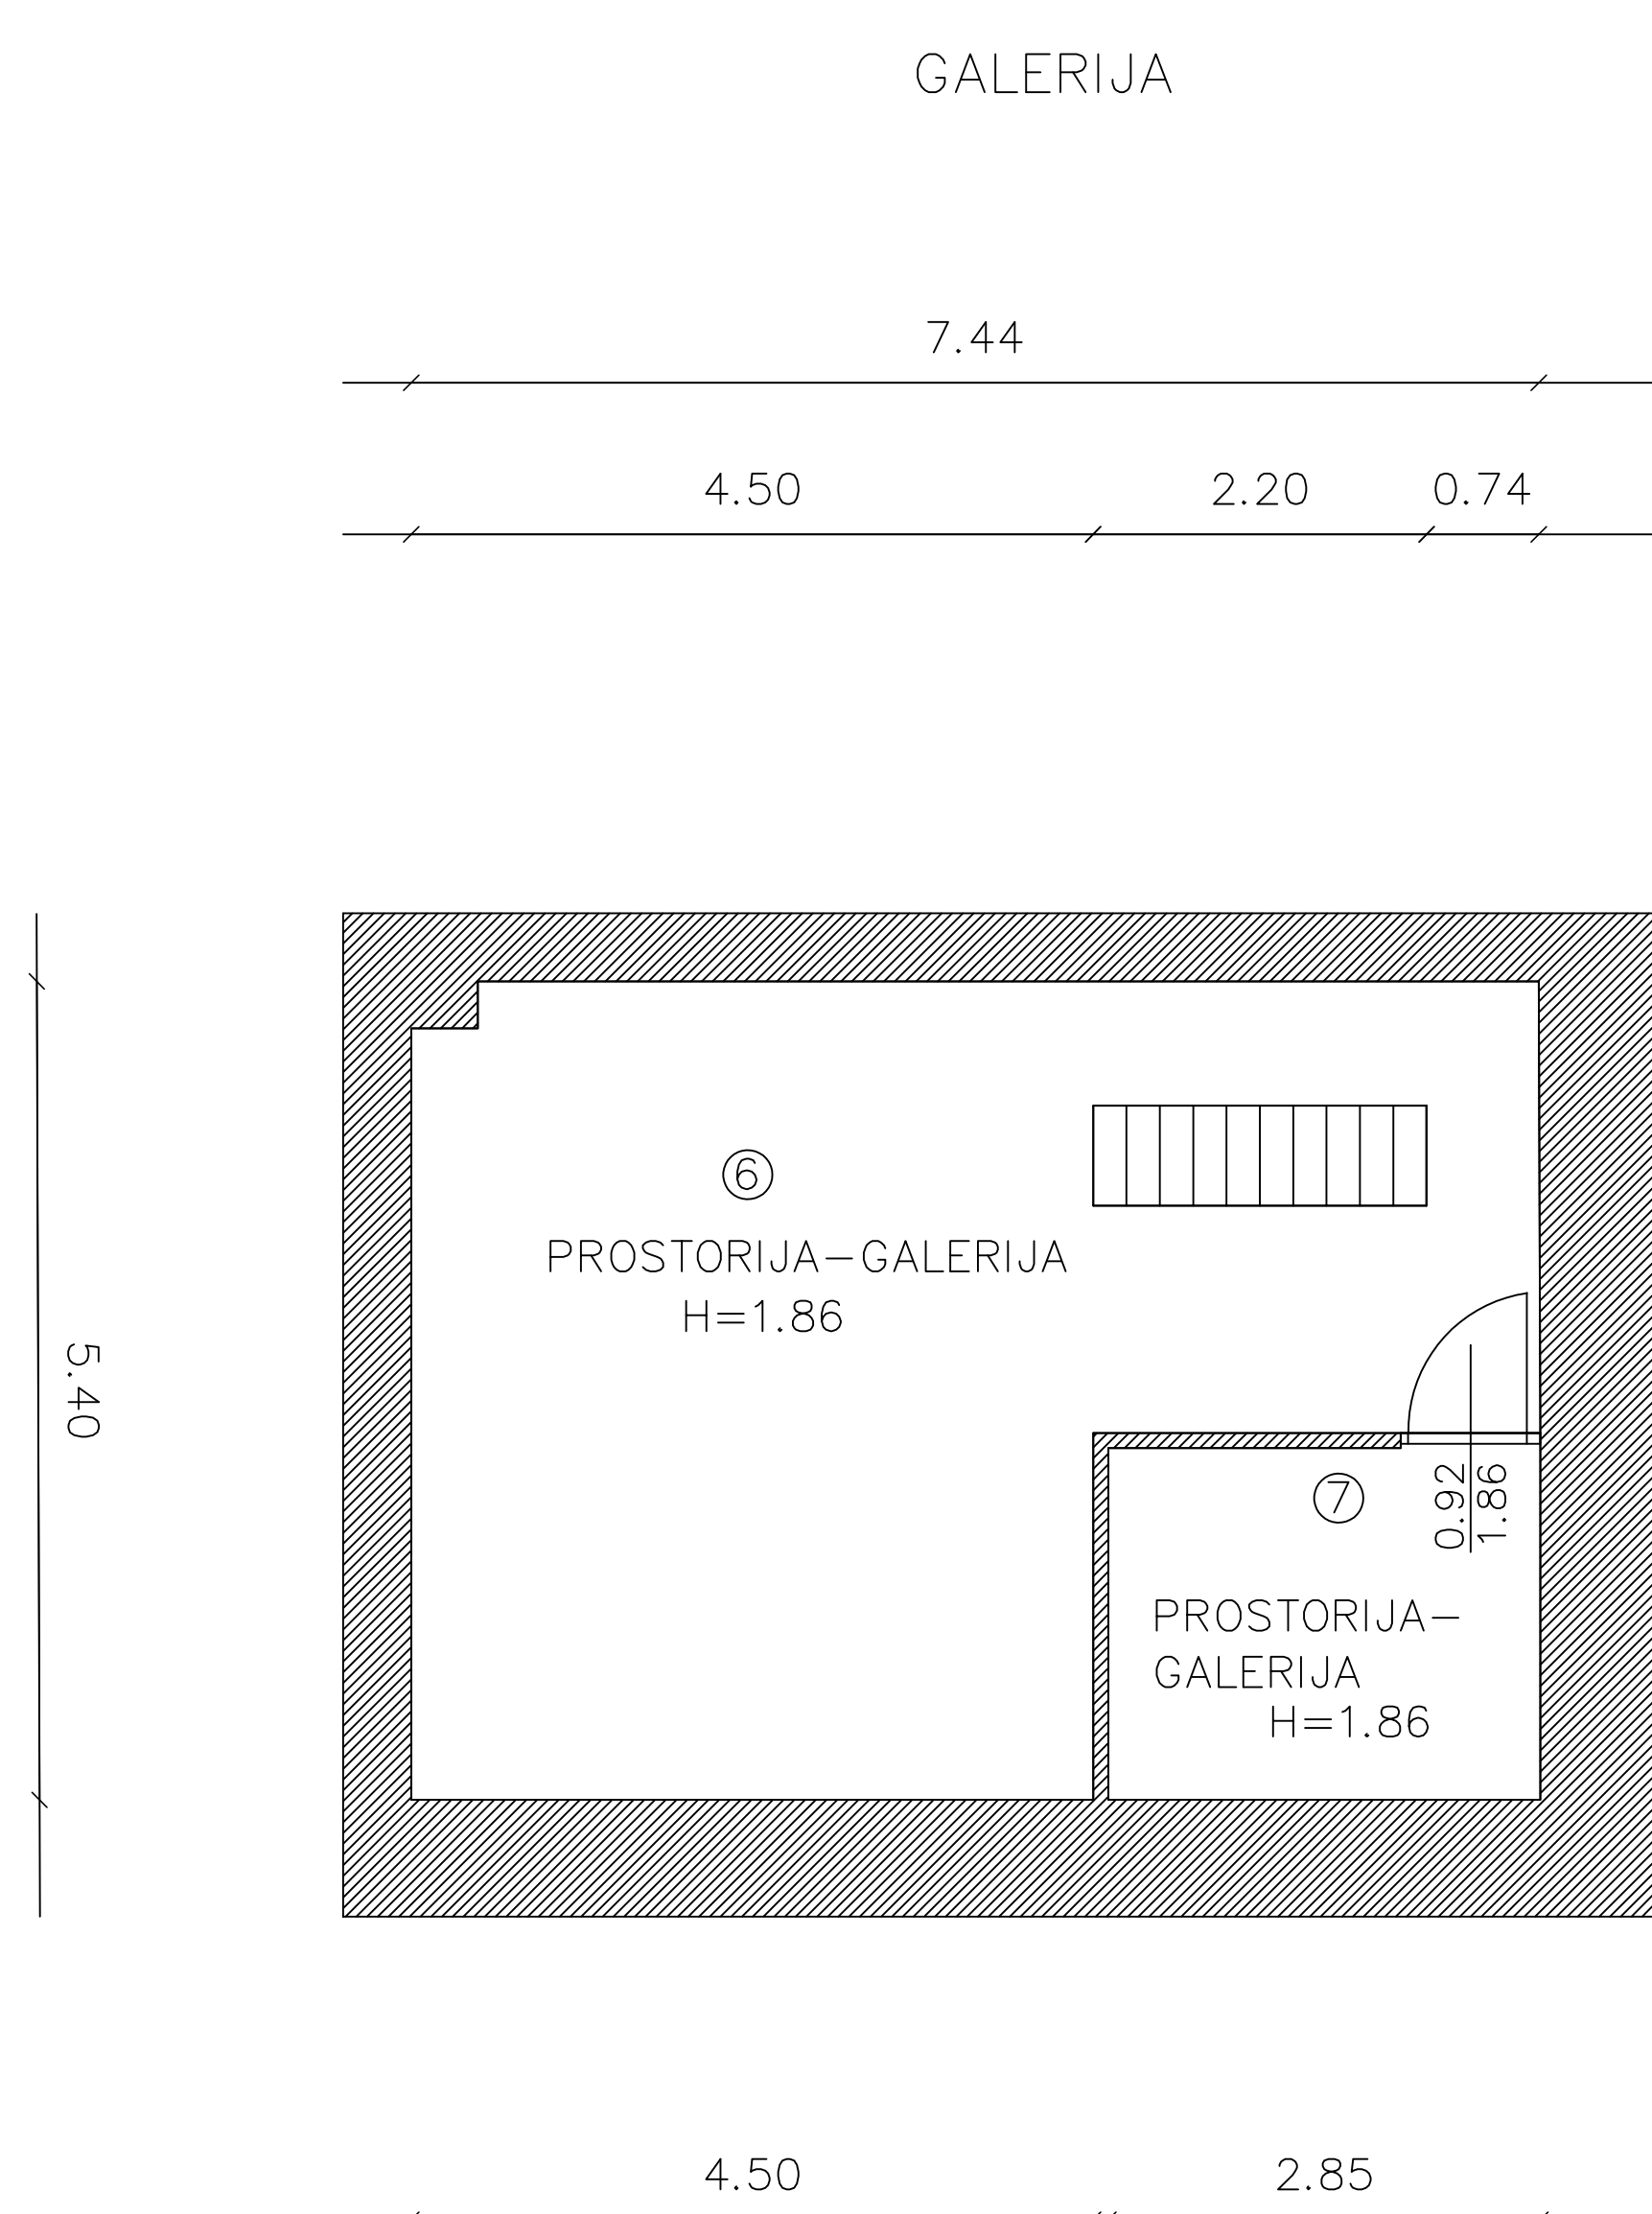 GALERIJA
7.44
4.50 2.20 0.74
5.40
6
PROSTORIJA-GALERIJA
H=1.86
0.92
1.86
7
PROSTORIJA-
GALERIJA
H=1.86
4.50 2.85